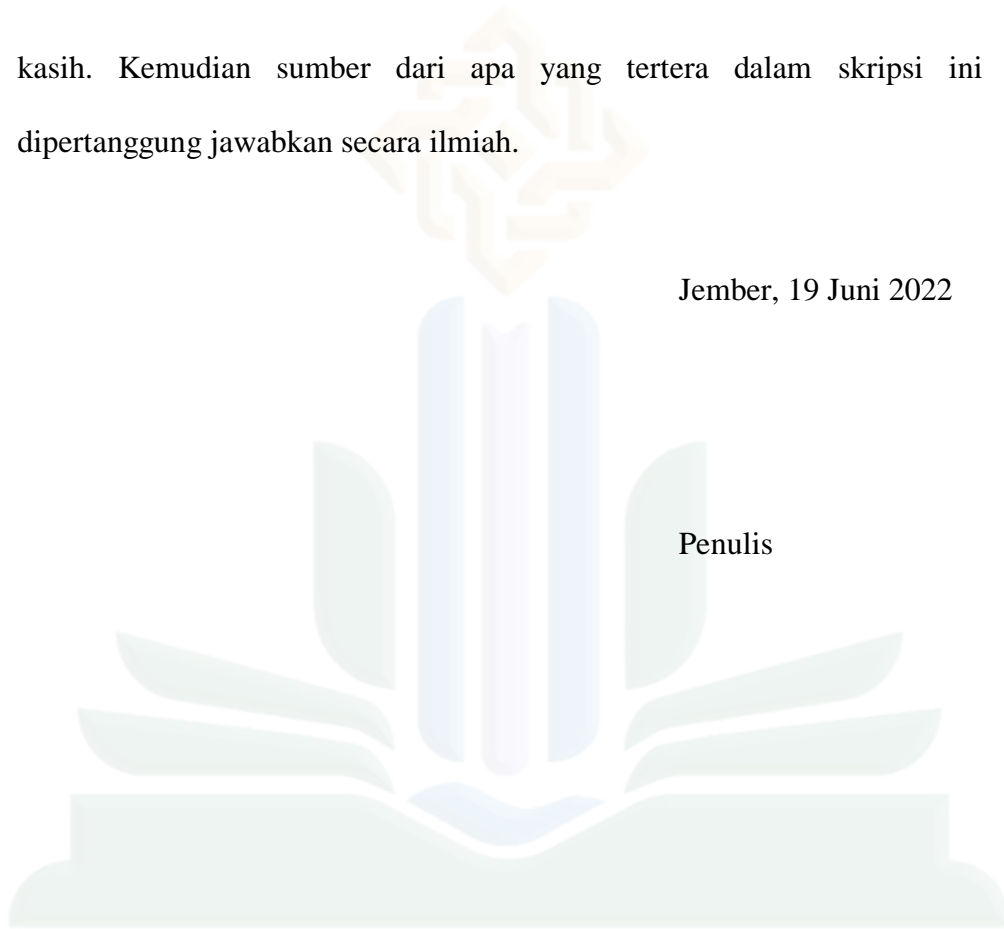 kasih. Kemudian sumber dari apa yang tertera dalam skripsi ini
dipertanggung jawabkan secara ilmiah.
Jember, 19 Juni 2022
Penulis